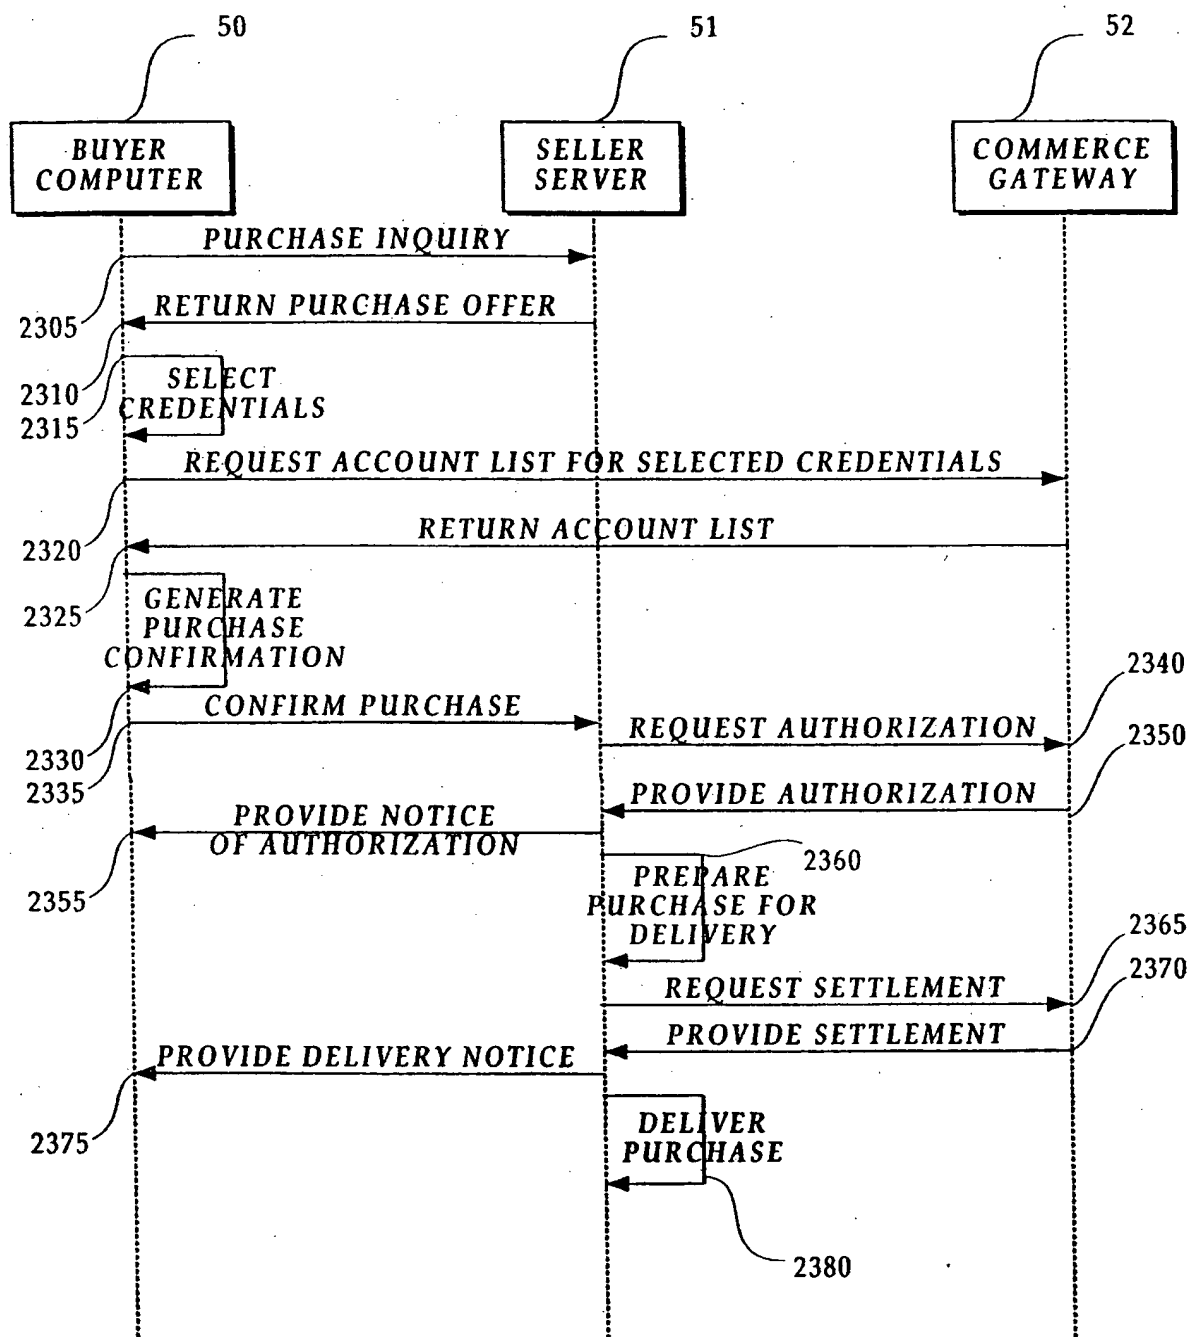 50
51
52
BUYER
COMPUTER
SELLER
SERVER
COMMERCE
GATEWAY
PURCHASE INQUIRY
2305
RETURN PURCHASE OFFER
2310
SELECT
CREDENTIALS
2315
REQUEST ACCOUNT LIST FOR SELECTED CREDENTIALS
2320
RETURN ACCOUNT LIST
2325
GENERATE
PURCHASE
CONFIRMATION
2330
CONFIRM PURCHASE
2335
REQUEST AUTHORIZATION
2340
PROVIDE AUTHORIZATION
2350
PROVIDE NOTICE
OF AUTHORIZATION
2355
2360
PREPARE
PURCHASE FOR
DELIVERY
REQUEST SETTLEMENT
2365
PROVIDE SETTLEMENT
2370
PROVIDE DELIVERY NOTICE
2375
DELIVER
PURCHASE
2380